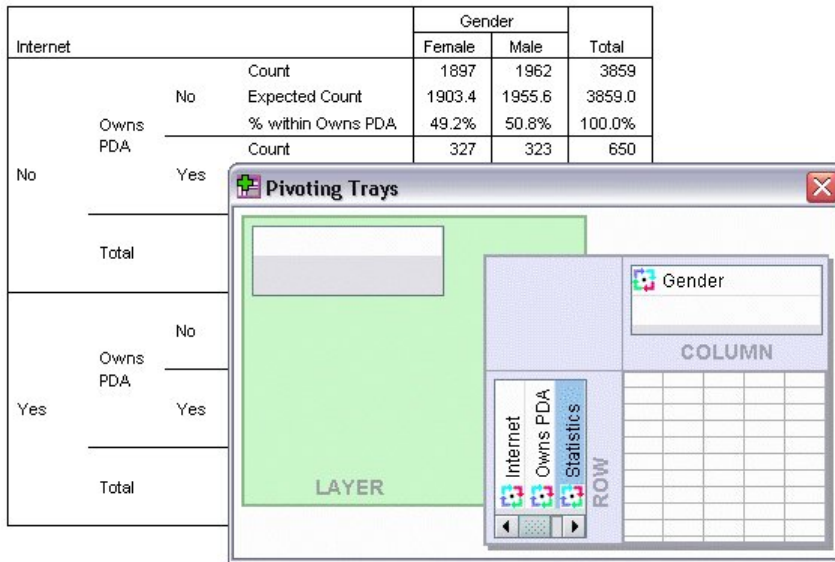 Gender
Internet Female Male Total
Count 1897 1962 3859
No Expected Count 1903.4 1955.6 3859.0
Owns PDA % within Owns PDA 49.2% 50.8% 100.0%
Count 327 323 650
No Yes
Total
No
Owns PDA
Yes Yes
Total
Pivoting Trays
Gender
COLUMN
Internet
Owns PDA
Statistics
ROW
LAYER